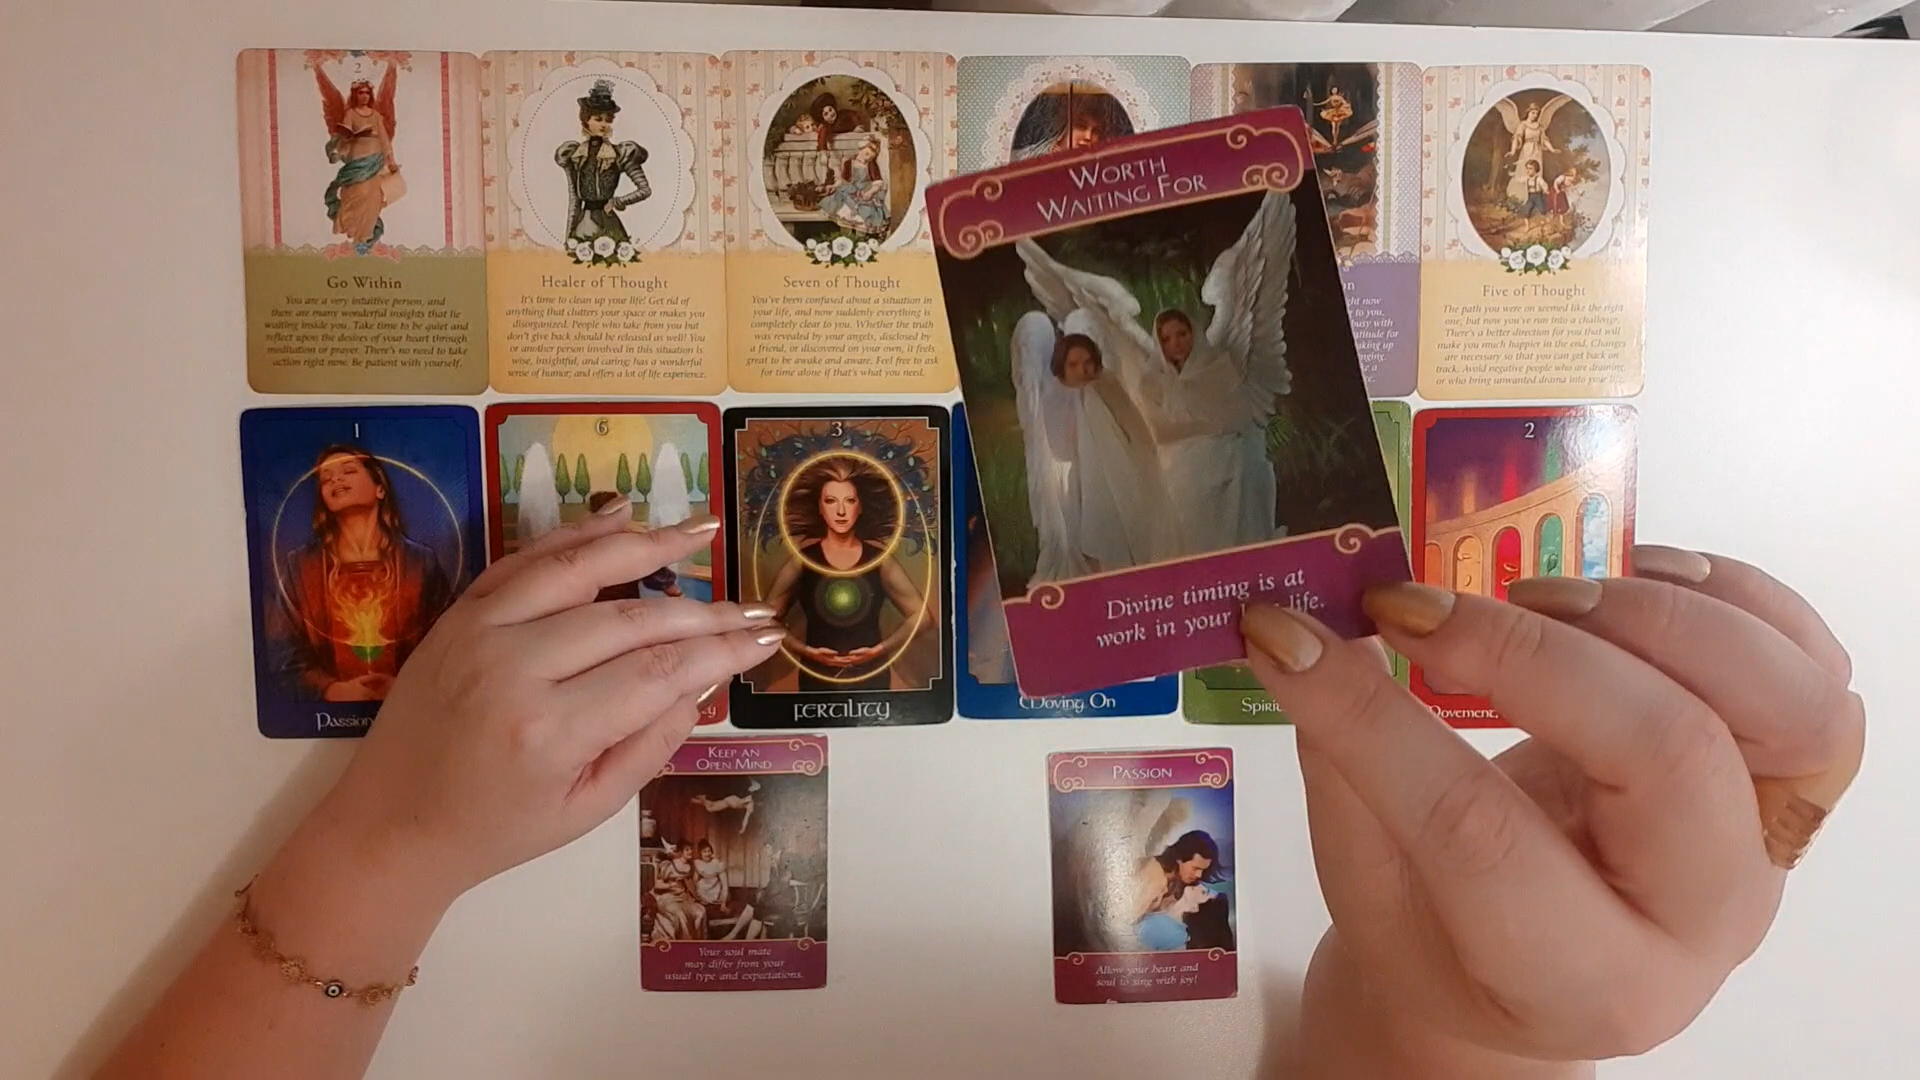 2
Go Within
You are a very intuitive person, and
there are many wonderful insights that lie
waiting inside you. Take time to be quiet and
reflect upon the desires of your heart through
meditation or prayer. There's no need to take
action right now. Be patient with yourself.
Healer of Thought
It's time to clean up your life! Get rid of
anything that clutters your space or makes you
disorganized. People who take from you but
don't give back should be released as well! You
or another person involved in this situation is
wise, insightful, and caring; has a wonderful
sense of humor; and offers a lot of life experience.
Seven of Thought
You've been confused about a situation in
your life, and now suddenly everything is
completely clear to you. Whether the truth
was revealed by your angels, disclosed by
a friend, or discovered on your own, it feels
great to be awake and aware. Feel free to ask
for time alone if that's what you need.
Five of Thought
The path you were on seemed like the right
one, but now you've run into a challenge.
There's a better direction for you that will
make you much happier in the end. Changes
are necessary so that you can get back on
track. Avoid negative people who are draining,
or who bring unwanted drama into your life.
Worth
Waiting For
Divine timing is at
work in your life.
1
Passion
6
3
Fertility
Moving On
2
Movement,
Keep an
Open Mind
Your soul mate
may differ from your
usual type and expectations.
Passion
Allow your heart and
soul to sing with joy!